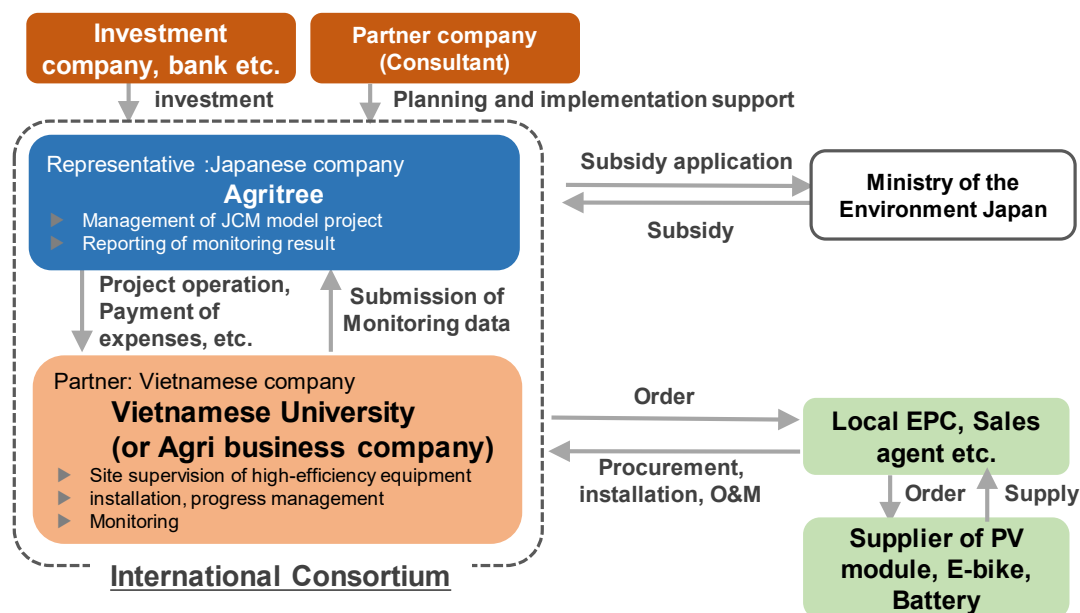 Investment
company, bank etc.
Partner company
(Consultant)
investment
Planning and implementation support
Representative :Japanese company
Agritree
Management of JCM model project
Reporting of monitoring result
Subsidy application
Subsidy
Ministry of the
Environment Japan
Project operation,
Payment of
expenses, etc.
Submission of
Monitoring data
Partner: Vietnamese company
Vietnamese University
(or Agri business company)
Site supervision of high-efficiency equipment
installation, progress management
Monitoring
International Consortium
Order
Procurement,
installation, O&M
Local EPC, Sales
agent etc.
Order
Supply
Supplier of PV
module, E-bike,
Battery